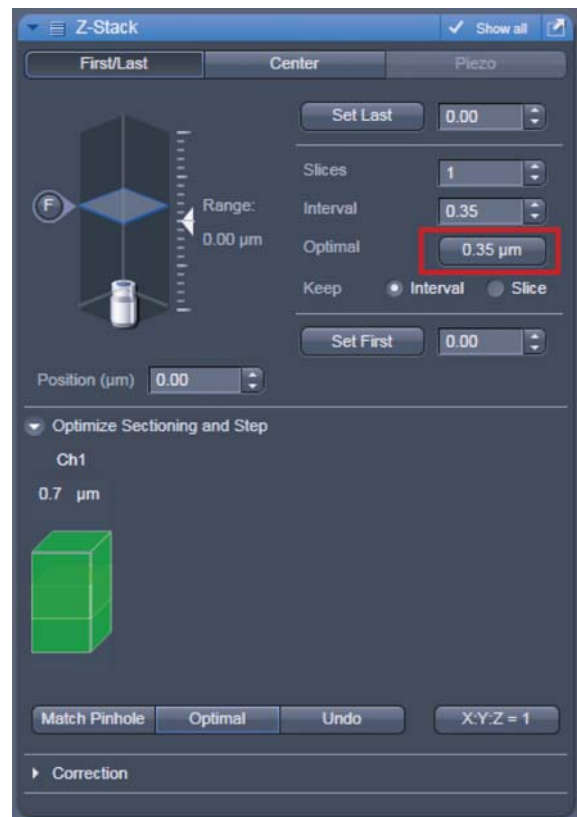 Z-Stack Show all
First/Last Center Piezo
Set Last 0.00
Slices 1
F Range: Interval 0.35
0.00 µm Optimal 0.35 µm
Keep Interval Slice
Set First 0.00
Position (µm) 0.00
Optimize Sectioning and Step
Ch1
0.7 µm
Match Pinhole Optimal Undo X:Y:Z = 1
Correction